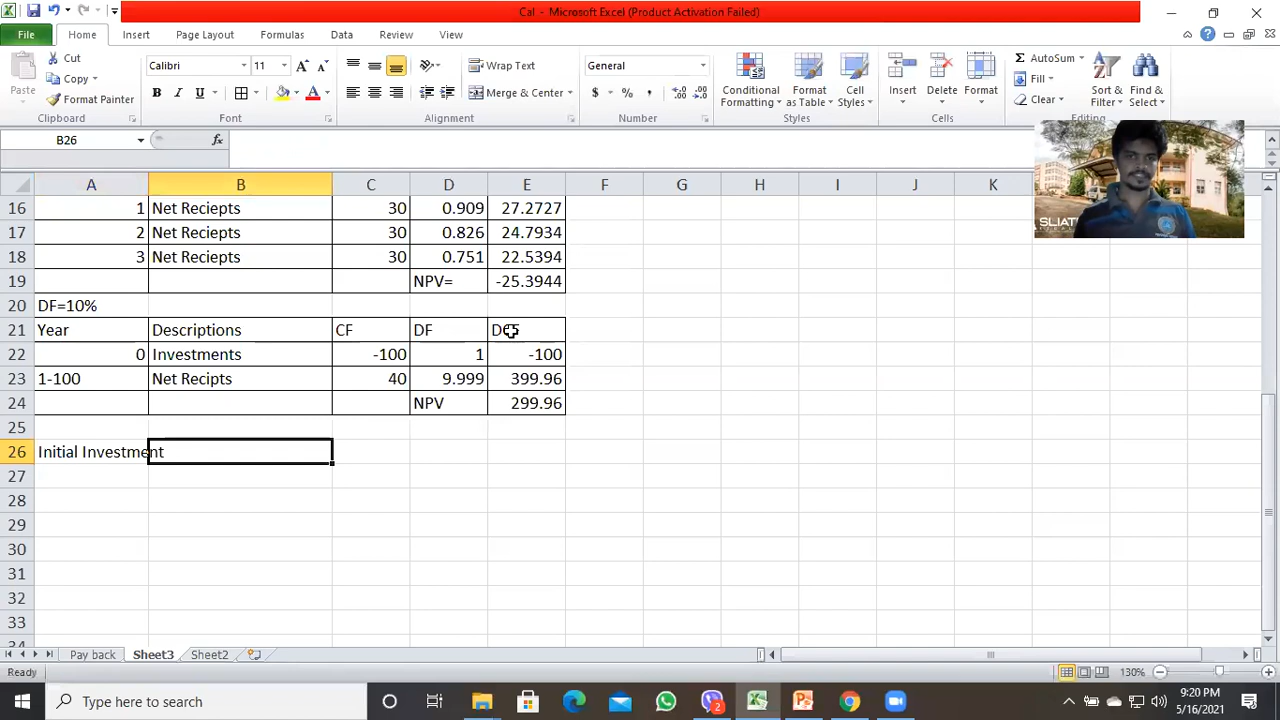 Cal - Microsoft Excel (Product Activation Failed)
File Home Insert Page Layout Formulas Data Review View
Cut
Copy
Paste
Format Painter
Clipboard
Calibri 11
B I U A
Font
Wrap Text
Merge & Center
Alignment
General
$ % ,
Number
Conditional Formatting
Format as Table
Cell Styles
Styles
Insert Delete Format
Cells
AutoSum
Fill
Clear
Sort & Filter
Find & Select
Editing
B26 fx
SLIAT
A B C D E F G H I J K
16 1 Net Reciepts 30 0.909 27.2727
17 2 Net Reciepts 30 0.826 24.7934
18 3 Net Reciepts 30 0.751 22.5394
19 NPV= -25.3944
20 DF=10%
21 Year Descriptions CF DF
22 0 Investments -100 1 -100
23 1-100 Net Recipts 40 9.999 399.96
24 NPV 299.96
25
26 Initial Investment
27
28
29
30
31
32
33
34
Pay back Sheet3 Sheet2
Ready 130%
Type here to search
2
9:20 PM
5/16/2021